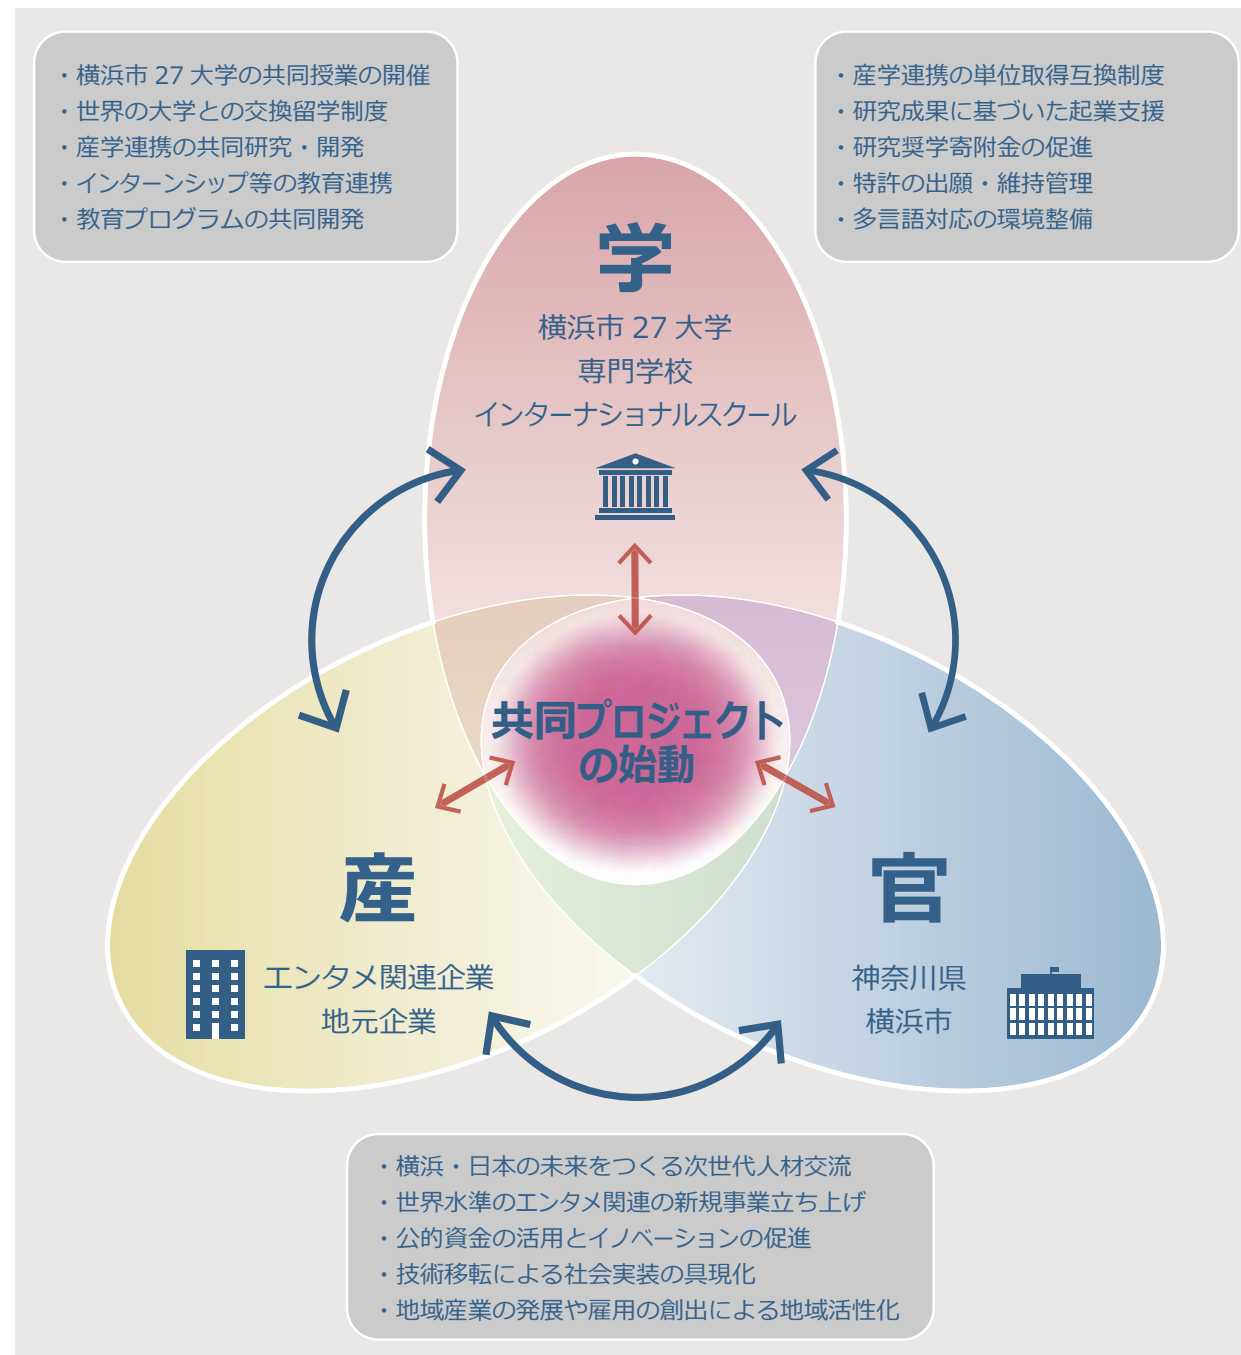 ・横浜市 27 大学の共同授業の開催
・世界の大学との交換留学制度
・産学連携の共同研究・開発
・インターンシップ等の教育連携
・教育プログラムの共同開発
・産学連携の単位取得互換制度
・研究成果に基づいた起業支援
・研究奨学寄附金の促進
・特許の出願・維持管理
・多言語対応の環境整備
学
横浜市 27 大学
専門学校
インターナショナルスクール
共同プロジェクト
の始動
産
エンタメ関連企業
地元企業
官
神奈川県
横浜市
・横浜・日本の未来をつくる次世代人材交流
・世界水準のエンタメ関連の新規事業立ち上げ
・公的資金の活用とイノベーションの促進
・技術移転による社会実装の具現化
・地域産業の発展や雇用の創出による地域活性化